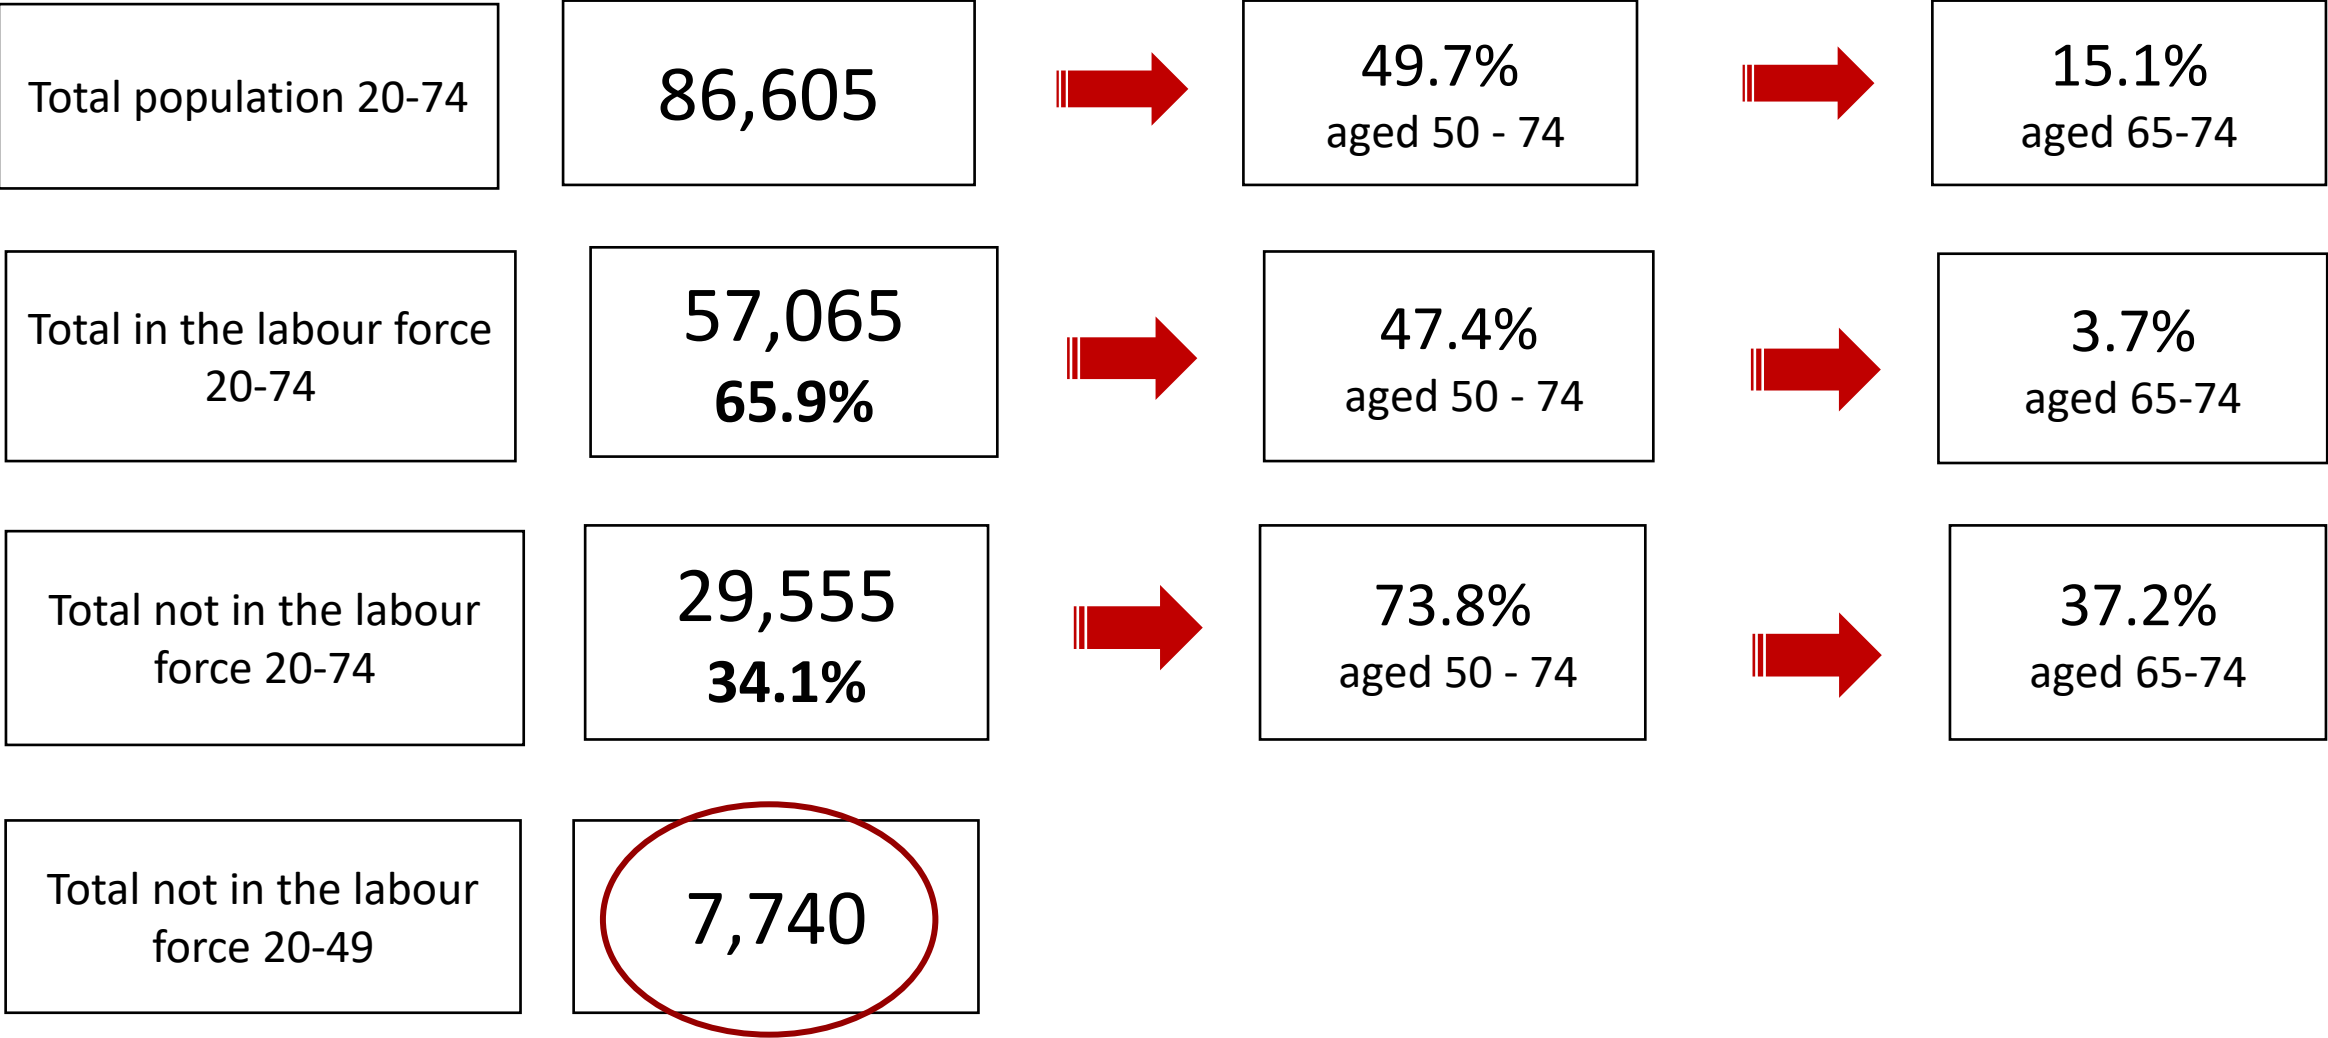 Total population 20-74
86,605
49.7%
aged 50 - 74
15.1%
aged 65-74
Total in the labour force
20-74
57,065
65.9%
47.4%
aged 50 - 74
3.7%
aged 65-74
Total not in the labour
force 20-74
29,555
34.1%
73.8%
aged 50 - 74
37.2%
aged 65-74
Total not in the labour
force 20-49
7,740